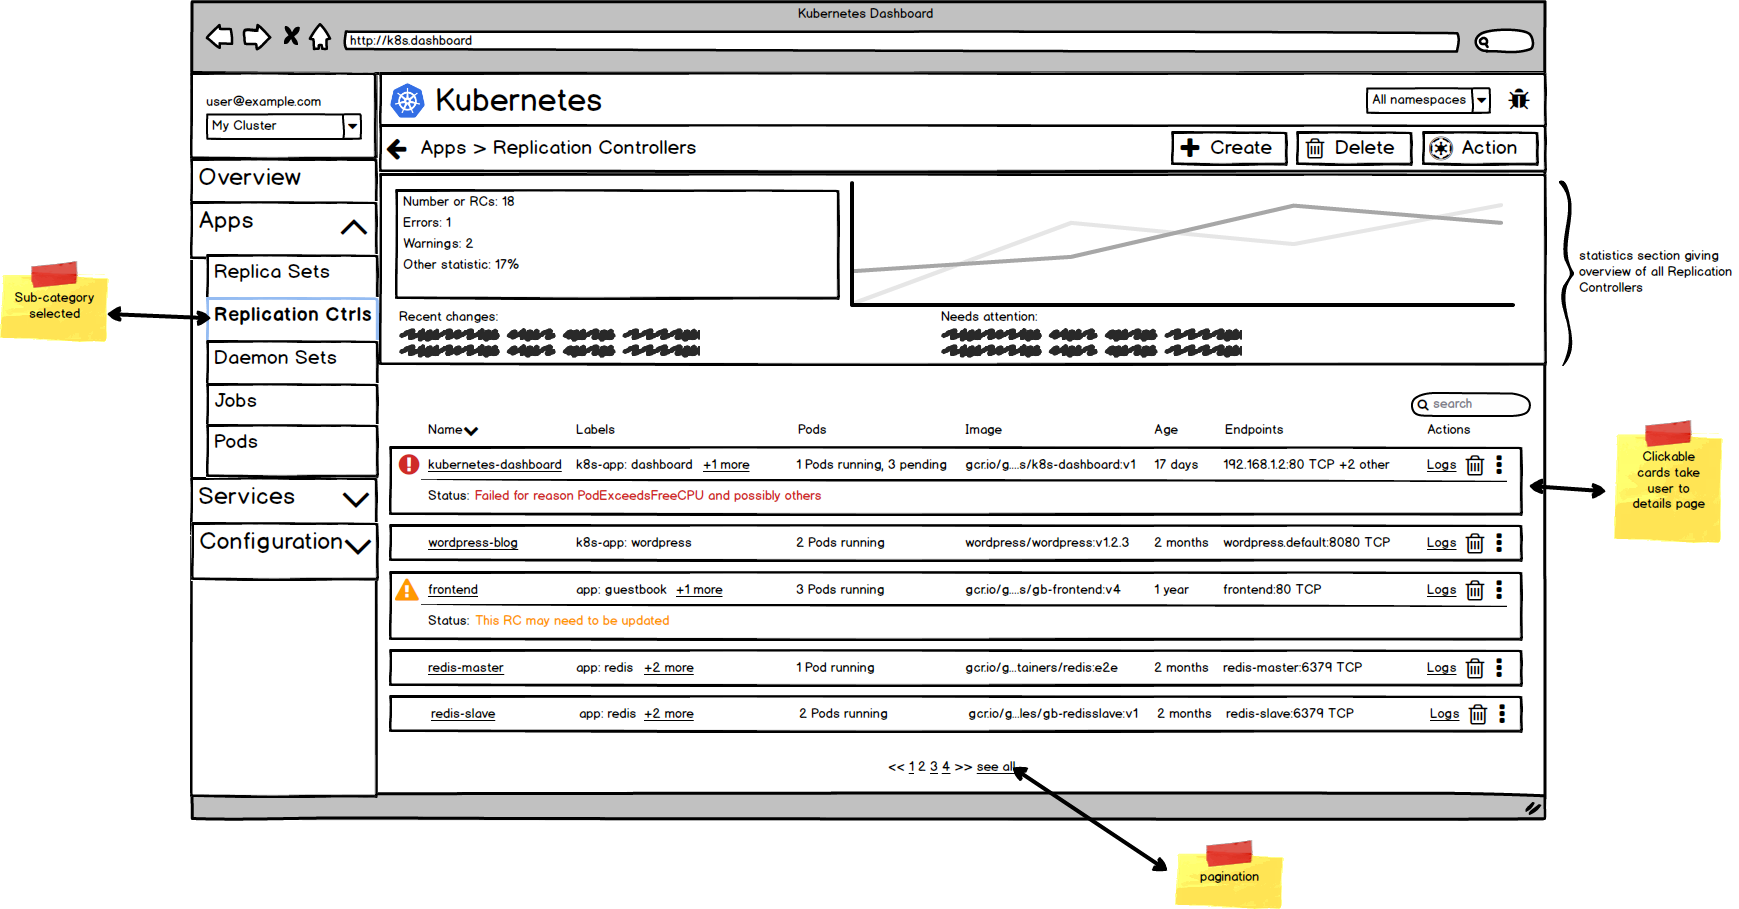 Kubernetes Dashboard
http://k8s.dashboard
user@example.com
My Cluster
Kubernetes
All namespaces
Apps > Replication Controllers
Create
Delete
Action
Overview
Apps
Replica Sets
Replication Ctrls
Daemon Sets
Jobs
Pods
Services
Configuration
Sub-category
selected
Number or RCs: 18
Errors: 1
Warnings: 2
Other statistic: 17%
Recent changes:
Needs attention:
statistics section giving
overview of all Replication
Controllers
search
Name Labels Pods Image Age Endpoints Actions
kubernetes-dashboard k8s-app: dashboard +1 more 1 Pods running, 3 pending gcr.io/g...s/k8s-dashboard:v1 17 days 192.168.1.2:80 TCP +2 other Logs
Status: Failed for reason PodExceedsFreeCPU and possibly others
wordpress-blog k8s-app: wordpress 2 Pods running wordpress/wordpress:v1.2.3 2 months wordpress.default:8080 TCP Logs
frontend app: guestbook +1 more 3 Pods running gcr.io/g...s/gb-frontend:v4 1 year frontend:80 TCP Logs
Status: This RC may need to be updated
redis-master app: redis +2 more 1 Pod running gcr.io/g...tainers/redis:e2e 2 months redis-master:6379 TCP Logs
redis-slave app: redis +2 more 2 Pods running gcr.io/g...les/gb-redisslave:v1 2 months redis-slave:6379 TCP Logs
Clickable
cards take
user to
details page
<< 1 2 3 4 >> see all
pagination